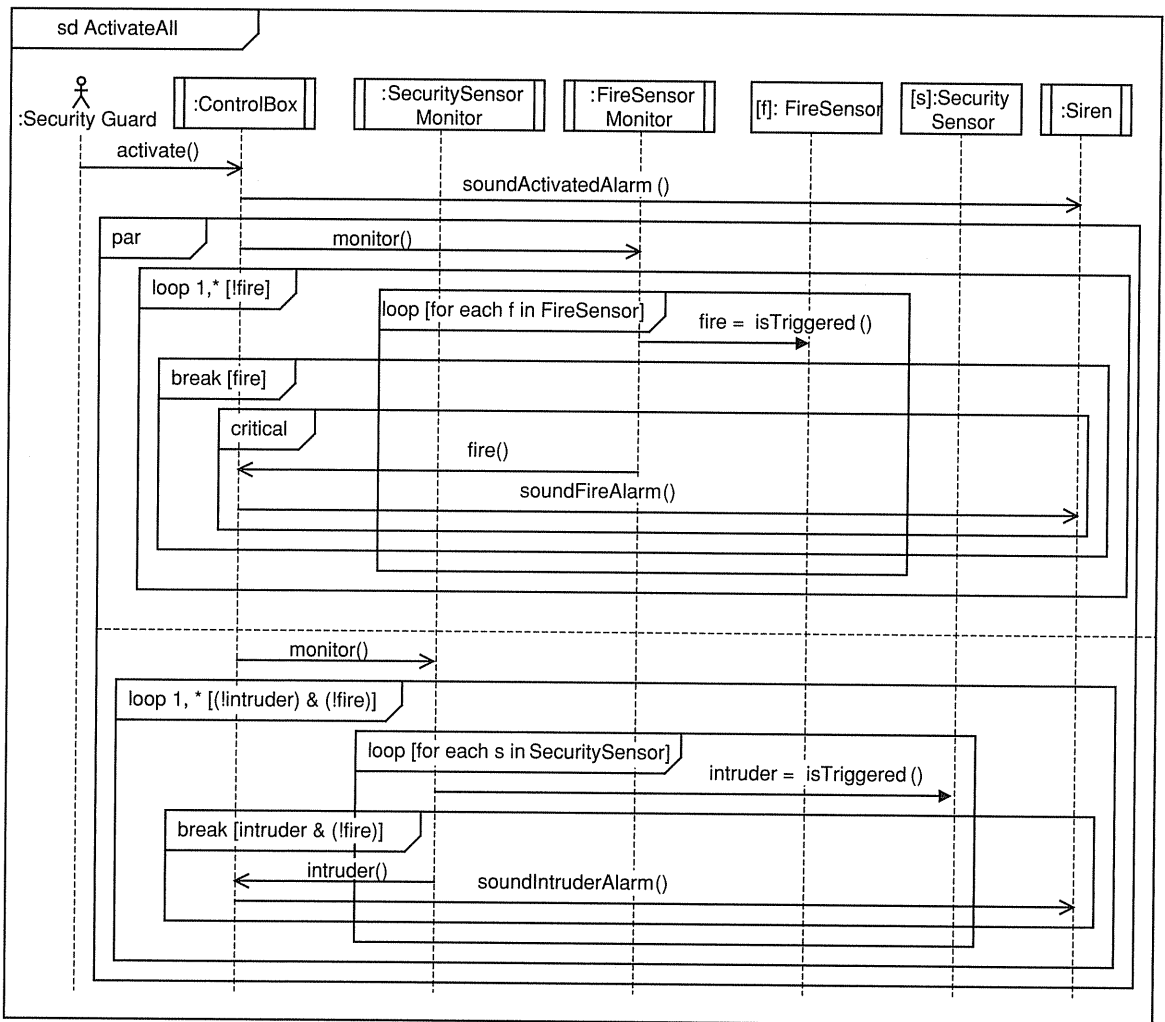 sd ActivateAll
:Security Guard
:ControlBox
:SecuritySensor
Monitor
:FireSensor
Monitor
[f]: FireSensor
[s]:Security
Sensor
:Siren
activate()
soundActivatedAlarm ()
par
monitor()
loop 1,* [!fire]
loop [for each f in FireSensor]
fire = isTriggered ()
break [fire]
critical
fire()
soundFireAlarm()
monitor()
loop 1, * [(!intruder) & (!fire)]
loop [for each s in SecuritySensor]
intruder = isTriggered ()
break [intruder & (!fire)]
intruder()
soundIntruderAlarm()